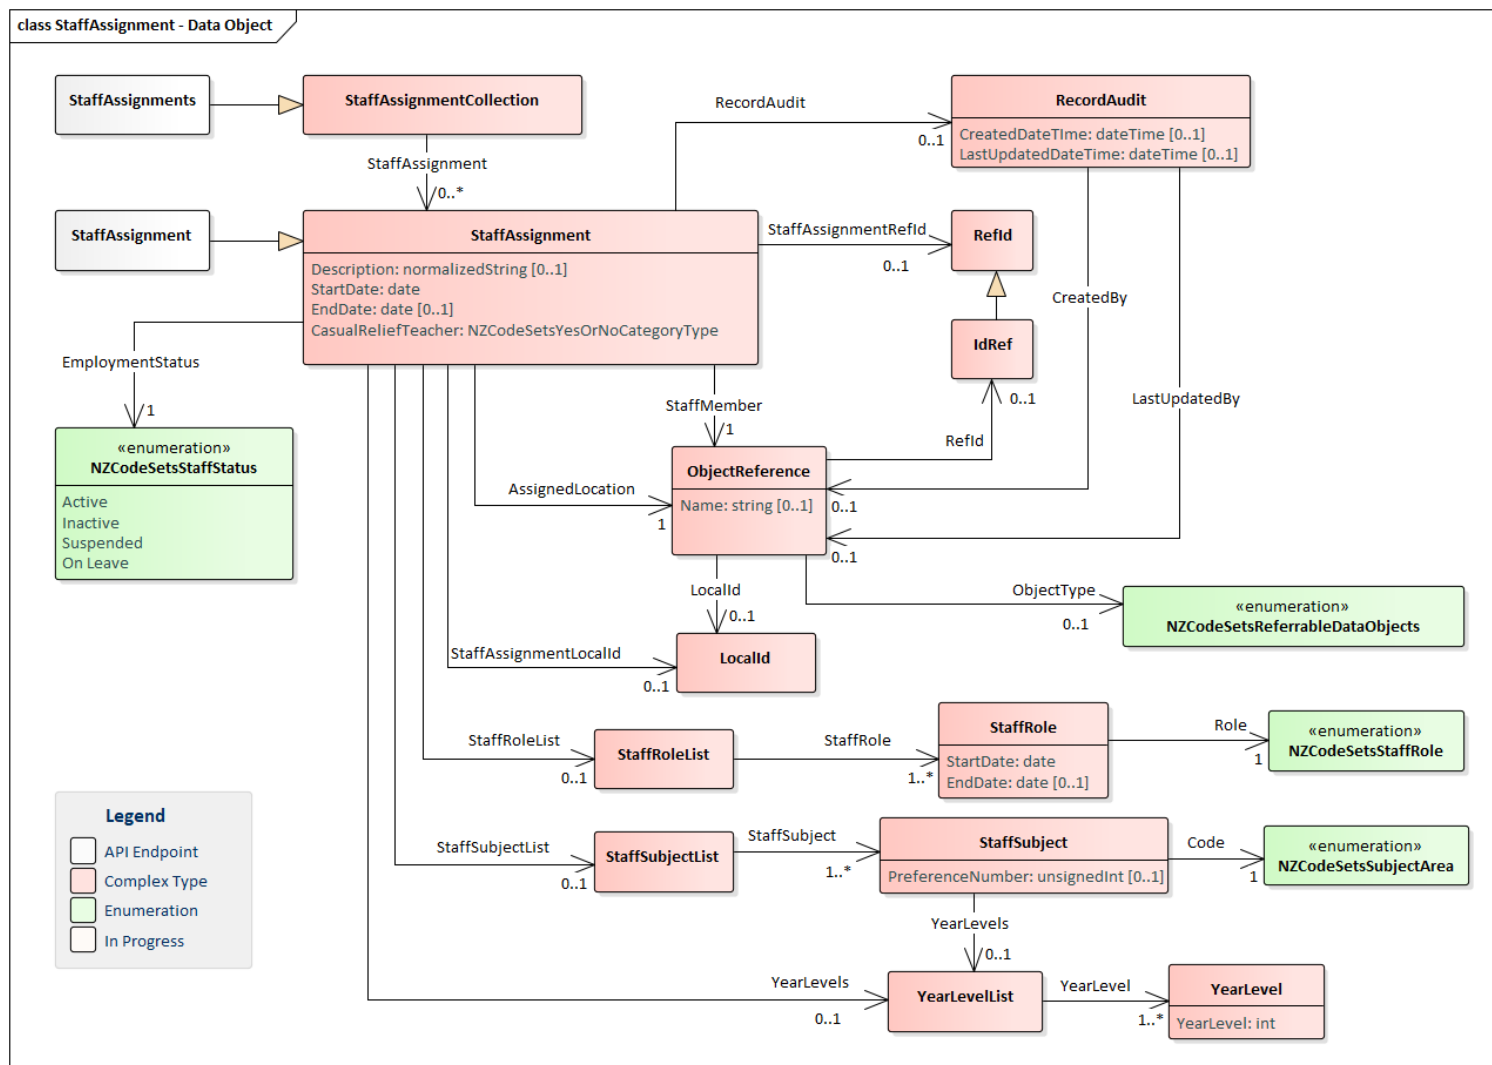 class StaffAssignment - Data Object
StaffAssignments
StaffAssignmentCollection
RecordAudit
RecordAudit
CreatedDateTIme: dateTime [0..1]
LastUpdatedDateTime: dateTime [0..1]
0..1
StaffAssignment
0..*
StaffAssignment
StaffAssignment
Description: normalizedString [0..1]
StartDate: date
EndDate: date [0..1]
CasualReliefTeacher: NZCodeSetsYesOrNoCategoryType
StaffAssignmentRefId
0..1
RefId
CreatedBy
IdRef
0..1
LastUpdatedBy
EmploymentStatus
1
StaffMember
1
RefId
«enumeration»
NZCodeSetsStaffStatus
Active
Inactive
Suspended
On Leave
AssignedLocation
1
ObjectReference
Name: string [0..1]
0..1
0..1
LocalId
0..1
ObjectType
0..1
«enumeration»
NZCodeSetsReferrableDataObjects
StaffAssignmentLocalId
0..1
LocalId
StaffRoleList
0..1
StaffRoleList
StaffRole
1..*
StaffRole
StartDate: date
EndDate: date [0..1]
Role
1
«enumeration»
NZCodeSetsStaffRole
Legend
API Endpoint
Complex Type
Enumeration
In Progress
StaffSubjectList
0..1
StaffSubjectList
StaffSubject
1..*
StaffSubject
PreferenceNumber: unsignedInt [0..1]
Code
1
«enumeration»
NZCodeSetsSubjectArea
YearLevels
0..1
YearLevels
0..1
YearLevelList
YearLevel
1..*
YearLevel
YearLevel: int